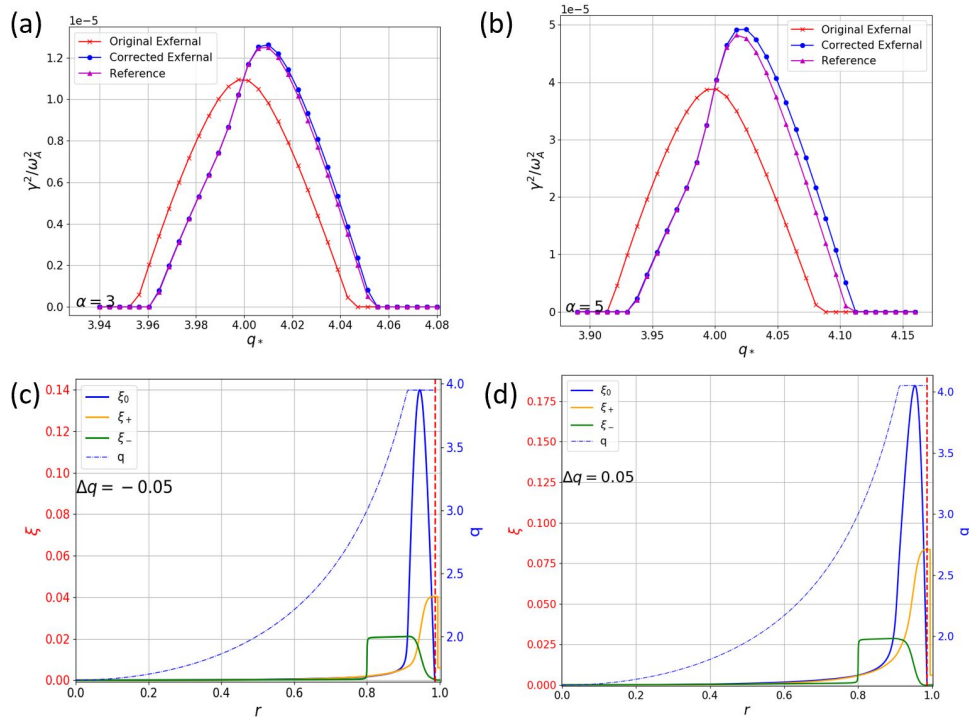 (a)
1e−5
Original Exfernal
Corrected Exfernal
Reference
γ²/ω_A²
1.2
1.0
0.8
0.6
0.4
0.2
0.0
α = 3
3.94 3.96 3.98 4.00 4.02 4.04 4.06 4.08
q*
(b)
1e−5
Original Exfernal
Corrected Exfernal
Reference
γ²/ω_A²
5
4
3
2
1
0
α = 5
3.90 3.95 4.00 4.05 4.10 4.15
q*
(c)
ξ₀
ξ₊
ξ₋
q
Δq = −0.05
ξ
0.14
0.12
0.10
0.08
0.06
0.04
0.02
0.00
0.0 0.2 0.4 0.6 0.8 1.0
r
4.0
3.5
3.0
2.5
2.0
q
(d)
ξ₀
ξ₊
ξ₋
q
Δq = 0.05
ξ
0.175
0.150
0.125
0.100
0.075
0.050
0.025
0.000
0.0 0.2 0.4 0.6 0.8 1.0
r
4.0
3.5
3.0
2.5
2.0
q